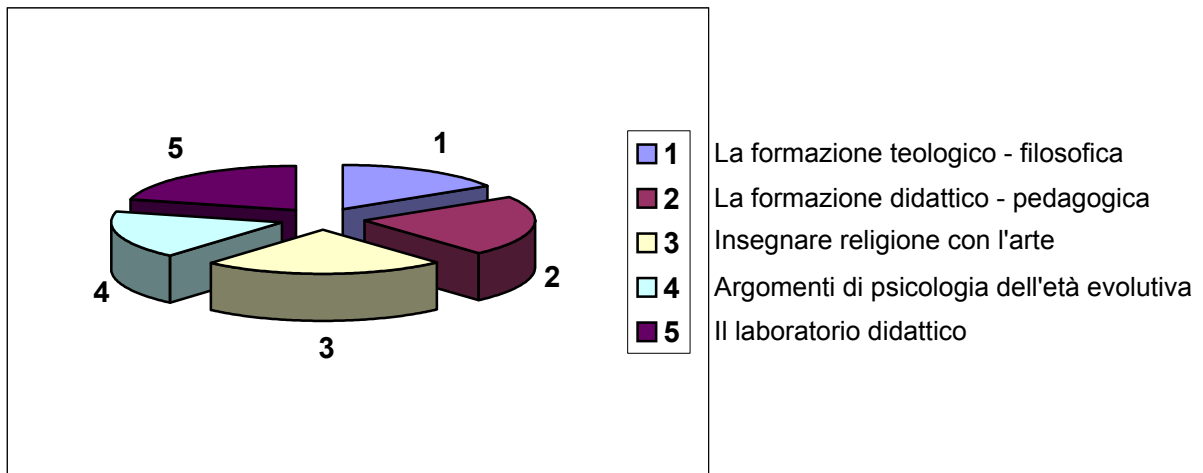 5
1
4
2
3
1 La formazione teologico - filosofica
2 La formazione didattico - pedagogica
3 Insegnare religione con l'arte
4 Argomenti di psicologia dell'età evolutiva
5 Il laboratorio didattico